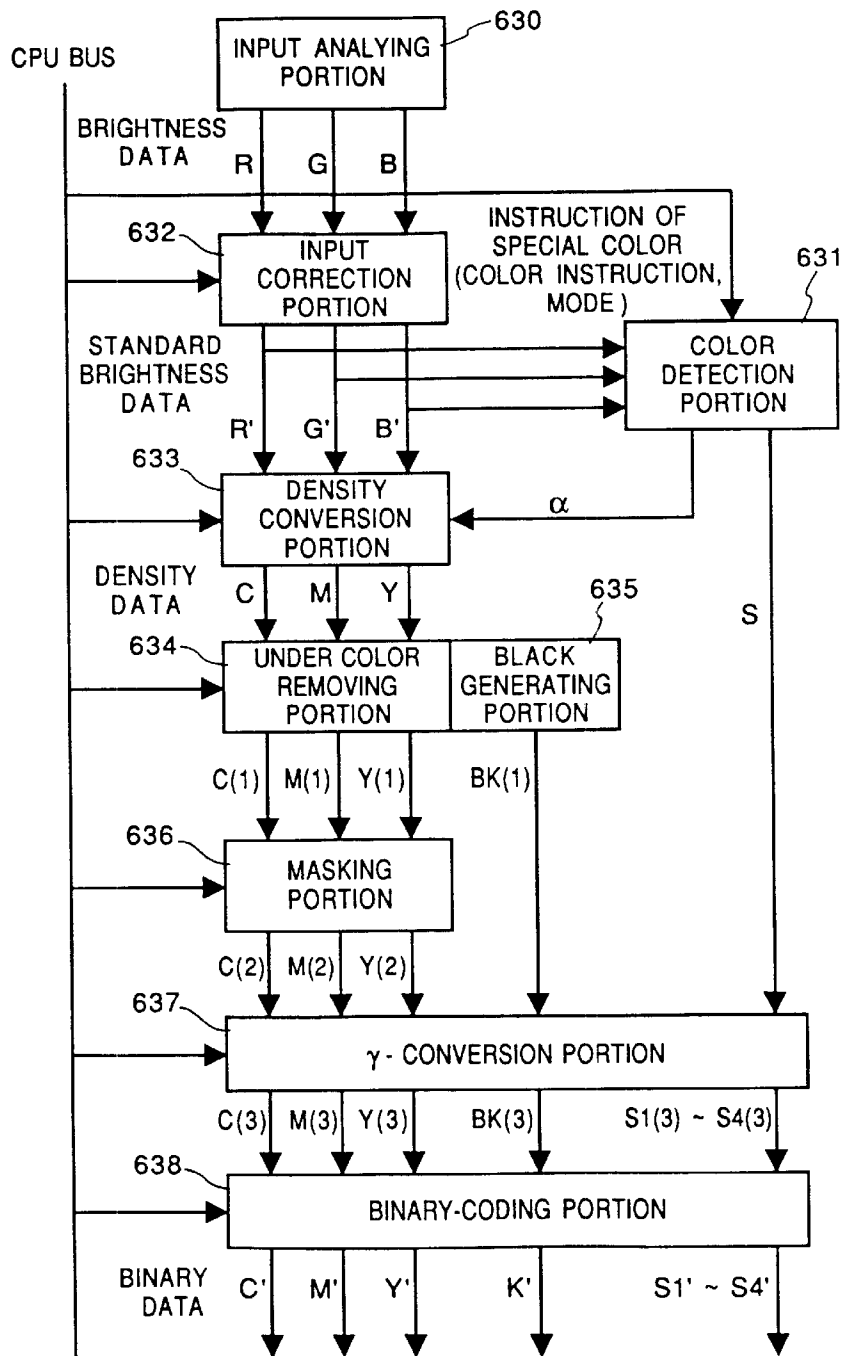 630
CPU BUS
INPUT ANALYING
PORTION
BRIGHTNESS
DATA
R
G
B
632
INPUT
CORRECTION
PORTION
INSTRUCTION OF
SPECIAL COLOR
(COLOR INSTRUCTION,
MODE)
631
COLOR
DETECTION
PORTION
STANDARD
BRIGHTNESS
DATA
R'
G'
B'
633
DENSITY
CONVERSION
PORTION
α
DENSITY
DATA
C
M
Y
S
635
634
UNDER COLOR
REMOVING
PORTION
BLACK
GENERATING
PORTION
C(1)
M(1)
Y(1)
BK(1)
636
MASKING
PORTION
C(2)
M(2)
Y(2)
637
γ - CONVERSION PORTION
C(3)
M(3)
Y(3)
BK(3)
S1(3) ~ S4(3)
638
BINARY-CODING PORTION
BINARY
DATA
C'
M'
Y'
K'
S1' ~ S4'